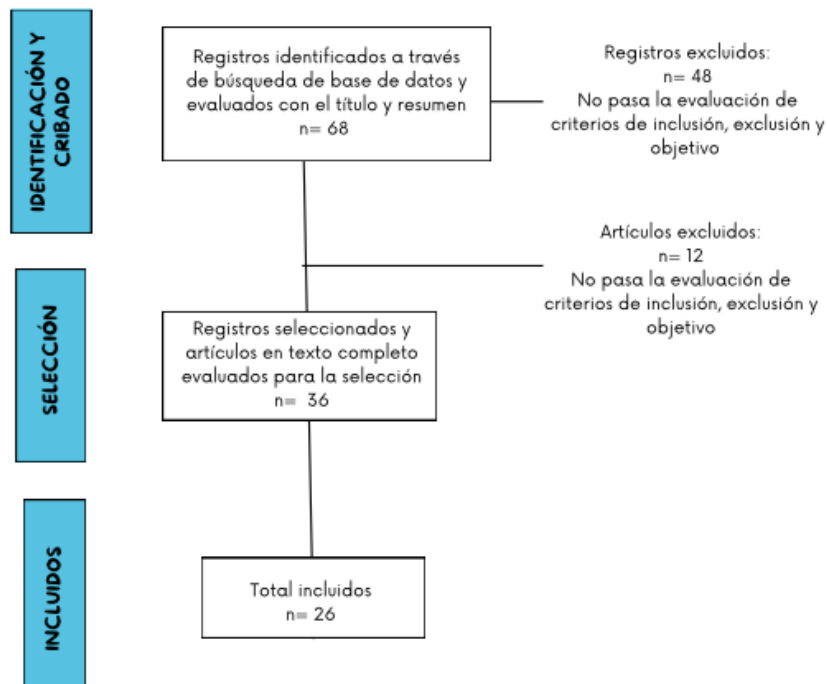 IDENTIFICACIÓN Y
CRIBADO
Registros identificados a través
de búsqueda de base de datos y
evaluados con el título y resumen
n= 68
Registros excluidos:
n= 48
No pasa la evaluación de
criterios de inclusión, exclusión y
objetivo
Artículos excluidos:
n= 12
No pasa la evaluación de
criterios de inclusión, exclusión y
objetivo
SELECCIÓN
Registros seleccionados y
artículos en texto completo
evaluados para la selección
n= 36
INCLUIDOS
Total incluidos
n= 26